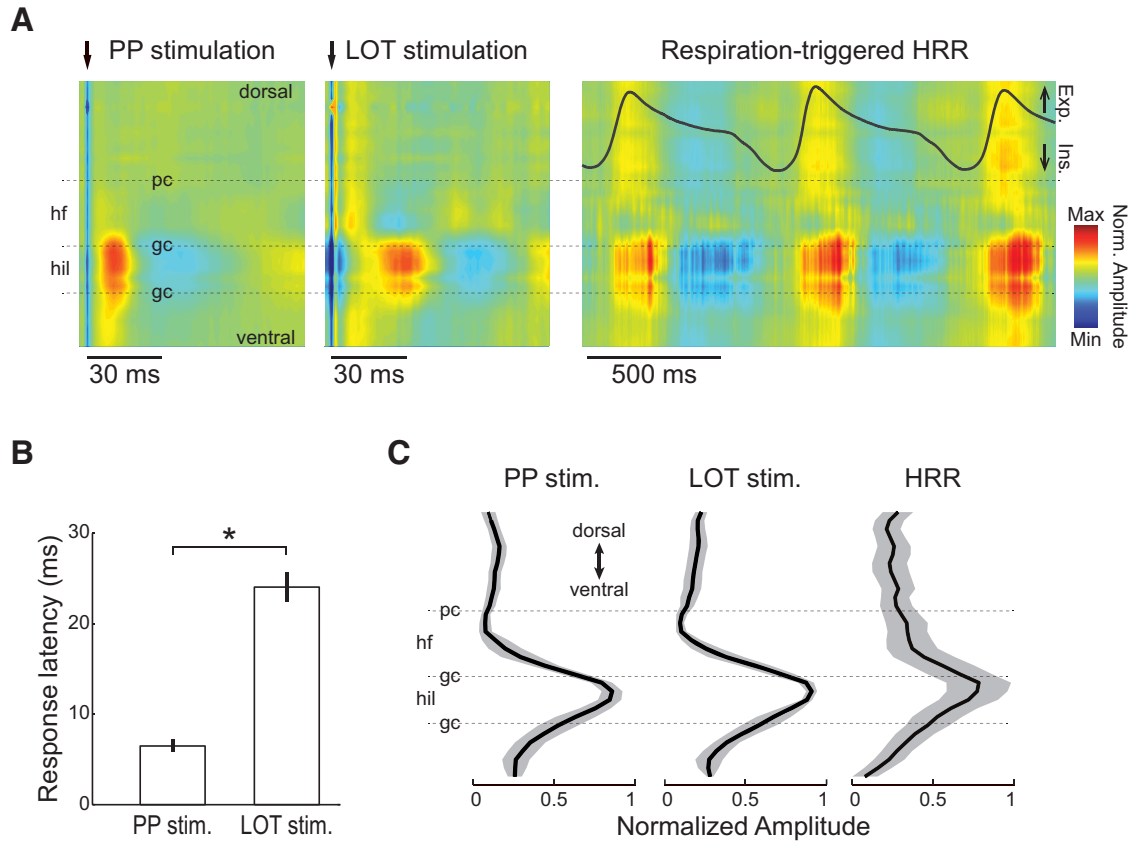 A
PP stimulation
LOT stimulation
Respiration-triggered HRR
dorsal
pc
hf
gc
hil
gc
ventral
Exp.
Ins.
Max
Norm. Amplitude
Min
30 ms
30 ms
500 ms
B
Response latency (ms)
30
20
10
0
*
PP stim.
LOT stim.
C
PP stim.
LOT stim.
HRR
dorsal
ventral
pc
hf
gc
hil
gc
0 0.5 1
0 0.5 1
0 0.5 1
Normalized Amplitude